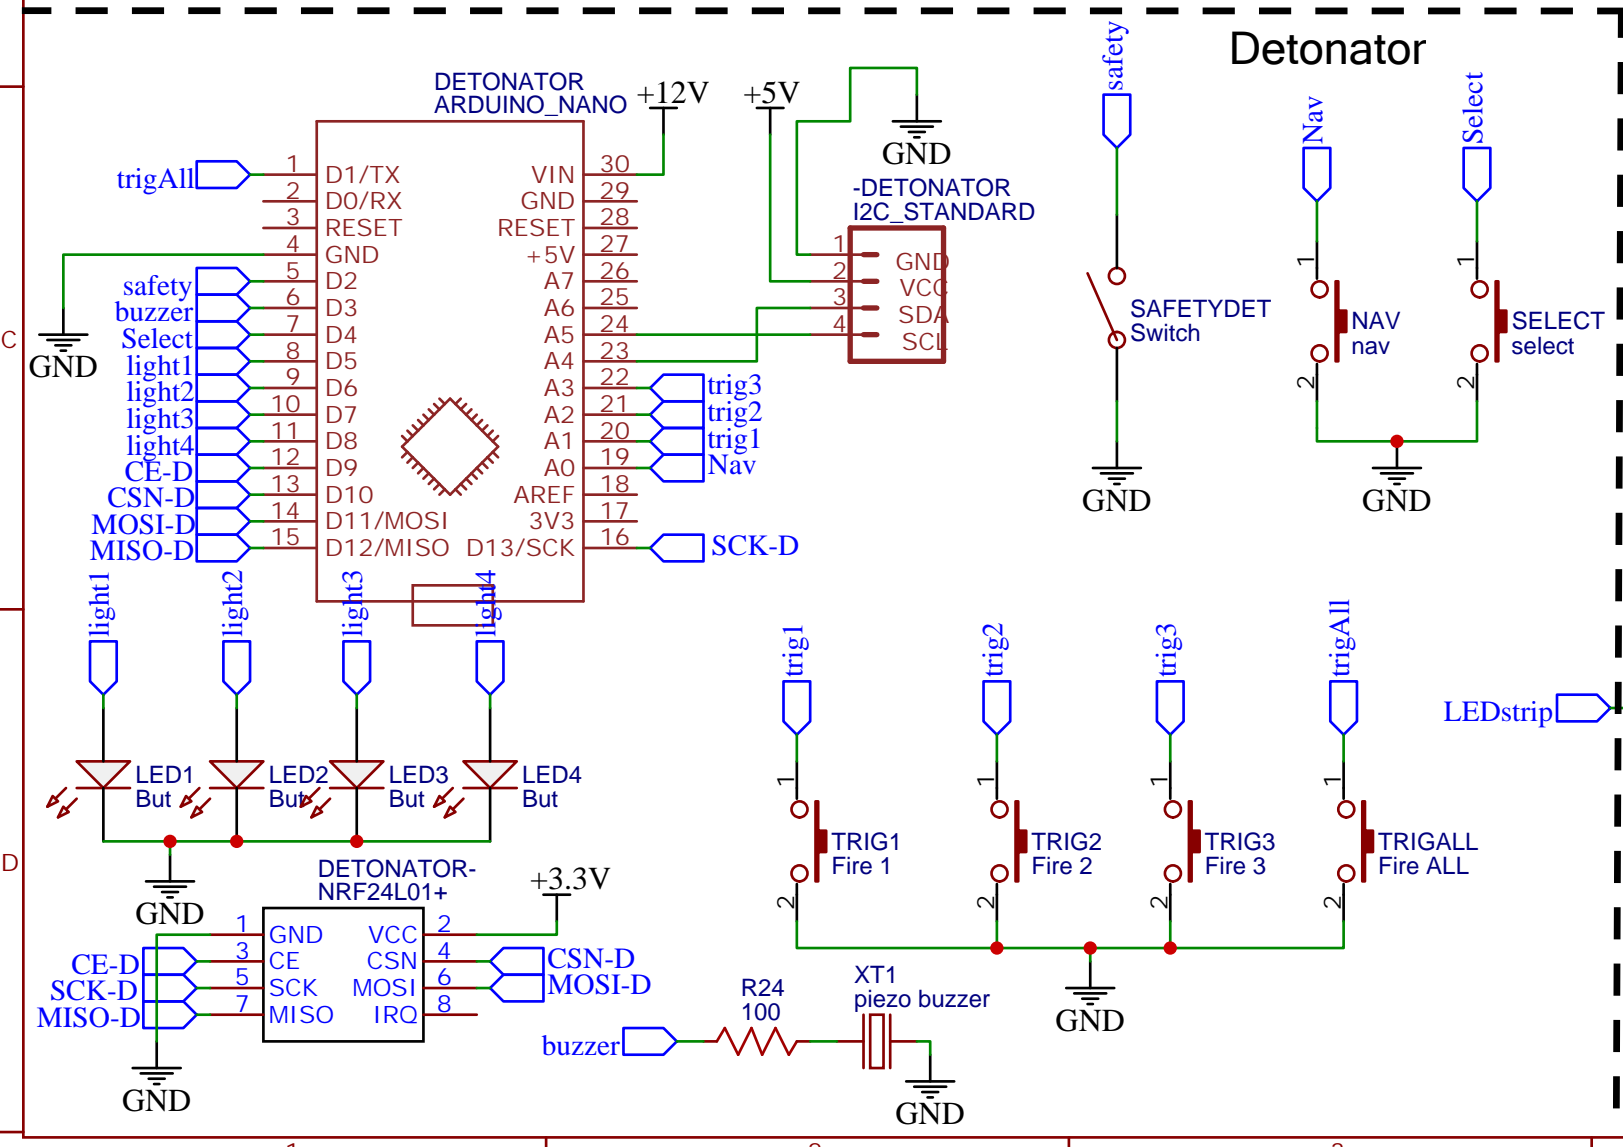 Detonator
DETONATOR
ARDUINO_NANO
+12V
+5V
GND
safety
Nav
Select
trigAll
1 D1/TX VIN 30
2 D0/RX GND 29
3 RESET RESET 28
4 GND +5V 27
safety 5 D2 A7 26
buzzer 6 D3 A6 25
Select 7 D4 A5 24
light1 8 D5 A4 23
light2 9 D6 A3 22 trig3
light3 10 D7 A2 21 trig2
light4 11 D8 A1 20 trig1
CE-D 12 D9 A0 19 Nav
CSN-D 13 D10 AREF 18
MOSI-D 14 D11/MOSI 3V3 17
MISO-D 15 D12/MISO D13/SCK 16 SCK-D
GND
-DETONATOR
I2C_STANDARD
1 GND
2 VCC
3 SDA
4 SCL
SAFETYDET
Switch
GND
1
NAV
nav
2
1
SELECT
select
2
GND
C
light1
light2
light3
light4
LED1
But
LED2
But
LED3
But
LED4
But
GND
trig1
trig2
trig3
trigAll
LEDstrip
1
TRIG1
Fire 1
2
1
TRIG2
Fire 2
2
1
TRIG3
Fire 3
2
1
TRIGALL
Fire ALL
2
GND
D
DETONATOR-
NRF24L01+
+3.3V
1 GND VCC 2
CE-D 3 CE CSN 4 CSN-D
SCK-D 5 SCK MOSI 6 MOSI-D
MISO-D 7 MISO IRQ 8
GND
buzzer
R24
100
XT1
piezo buzzer
GND